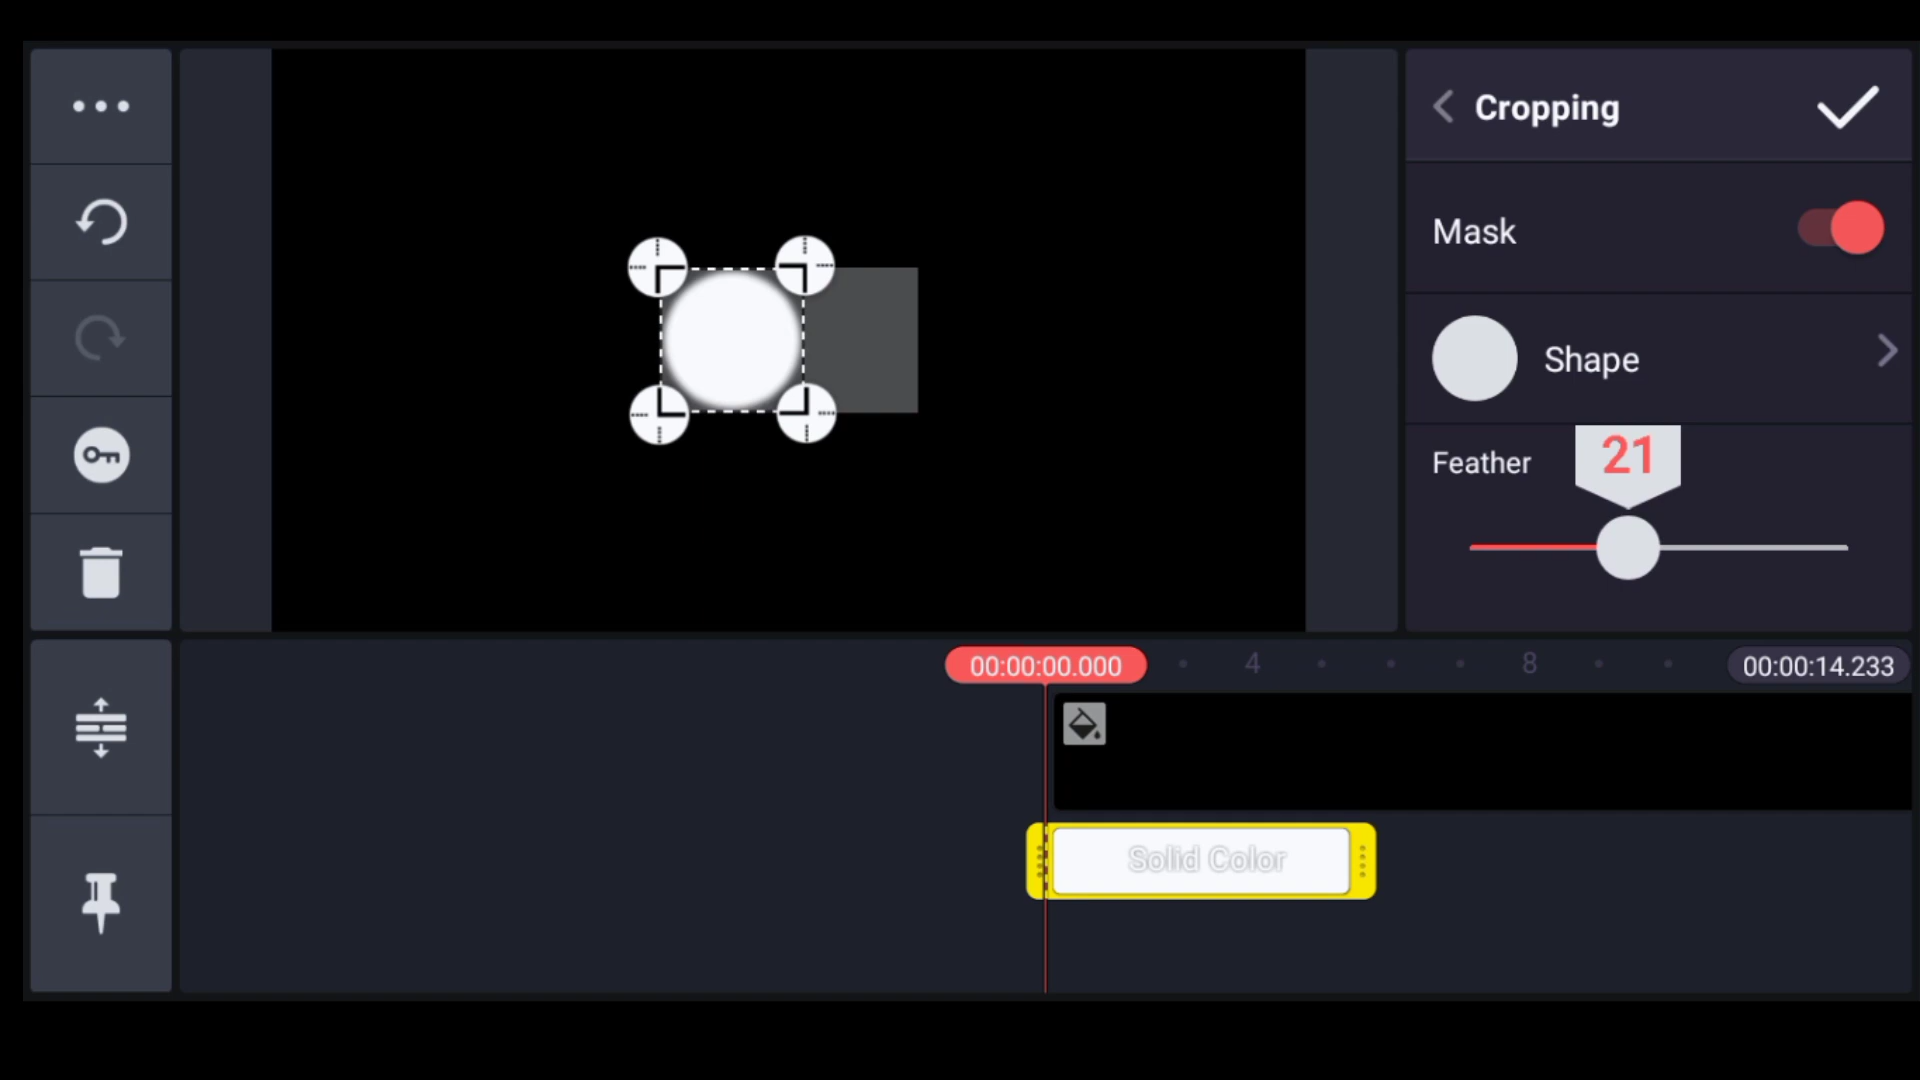 Cropping
Mask
Shape
Feather
21
00:00:00.000
4
8
00:00:14.233
Solid Color